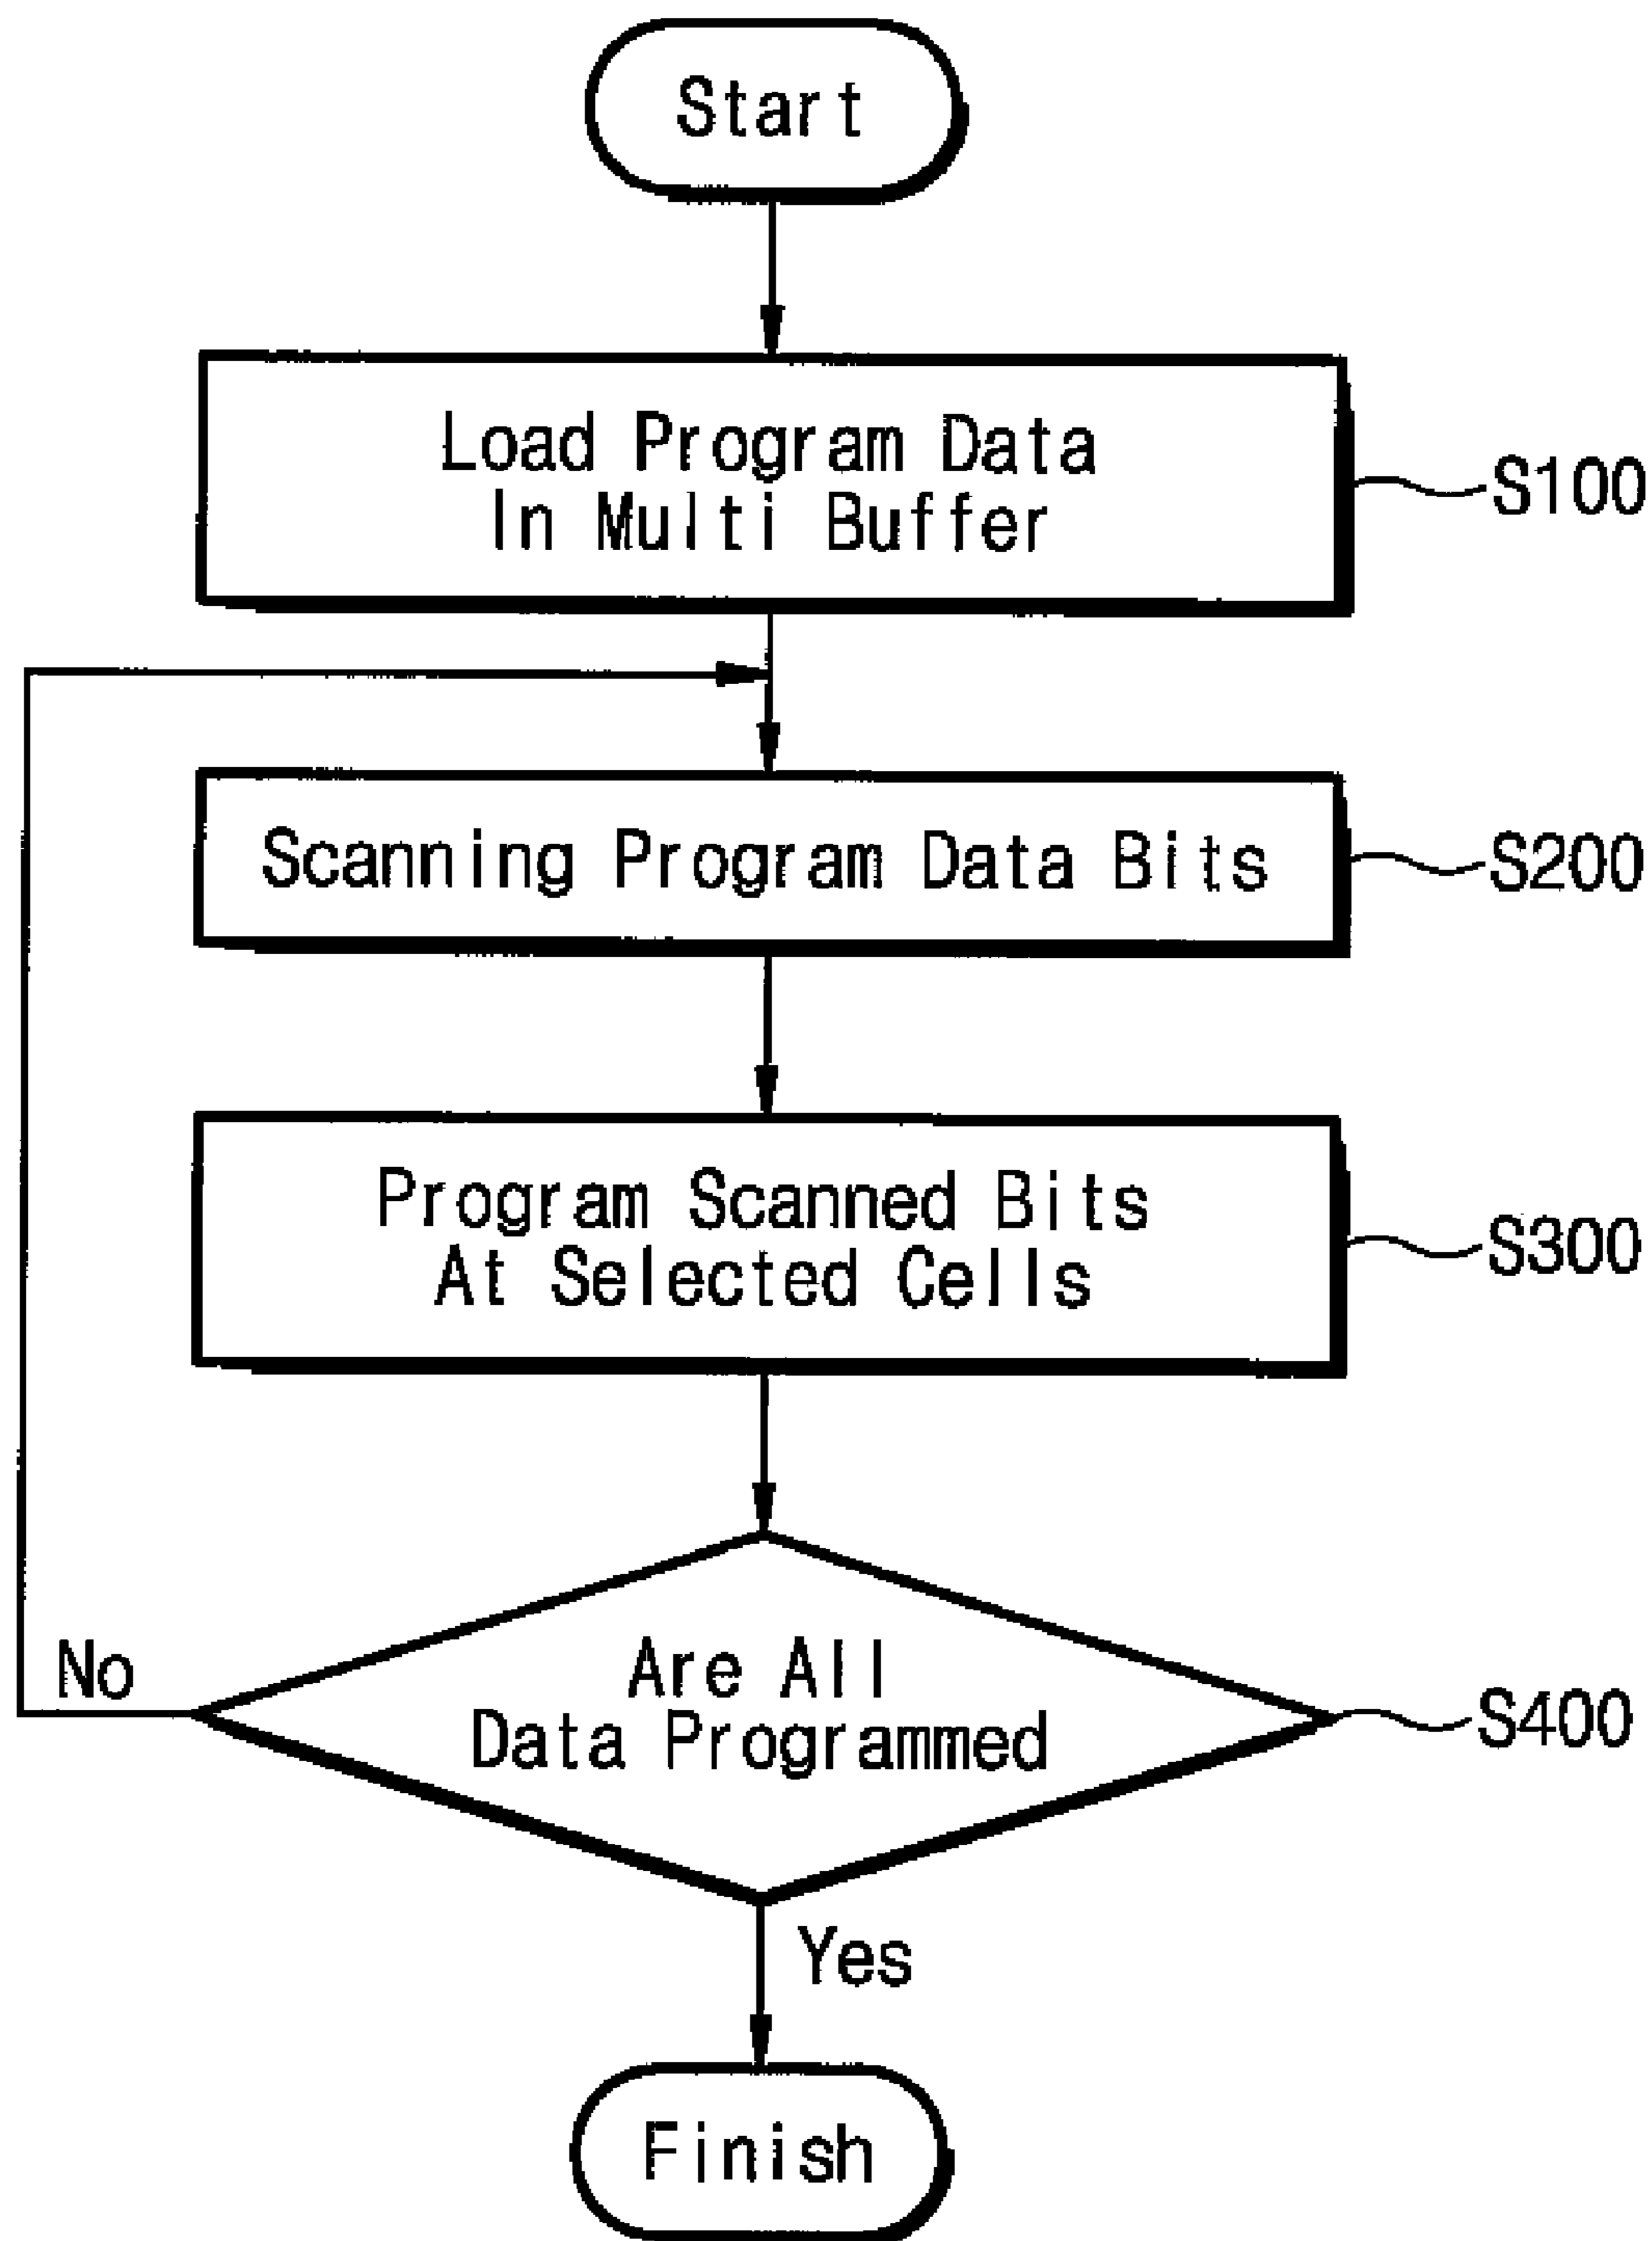 Start
Load Program Data
In Multi Buffer
S100
Scanning Program Data Bits
S200
Program Scanned Bits
At Selected Cells
S300
Are All
Data Programmed
S400
No
Yes
Finish